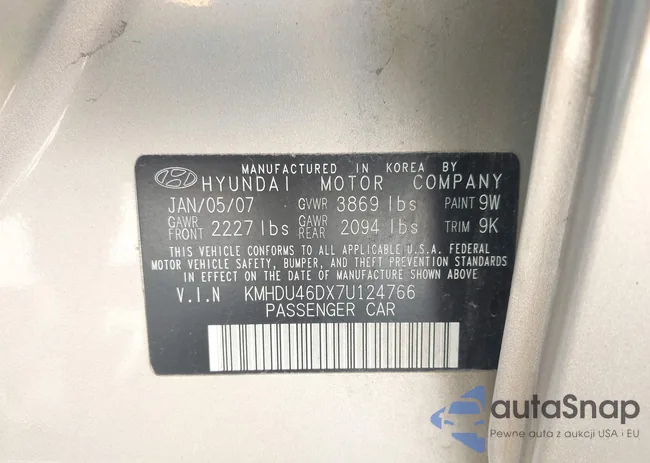 MANUFACTURED IN KOREA BY
HYUNDAI MOTOR COMPANY
JAN/05/07 GVWR 3869 lbs PAINT 9W
GAWR FRONT 2227 lbs GAWR REAR 2094 lbs TRIM 9K
THIS VEHICLE CONFORMS TO ALL APPLICABLE U.S.A. FEDERAL
MOTOR VEHICLE SAFETY, BUMPER, AND THEFT PREVENTION STANDARDS
IN EFFECT ON THE DATE OF MANUFACTURE SHOWN ABOVE.
V.I.N KMHDU46DX7U124766
PASSENGER CAR
autaSnap
Pewne auta z aukcji USA i EU